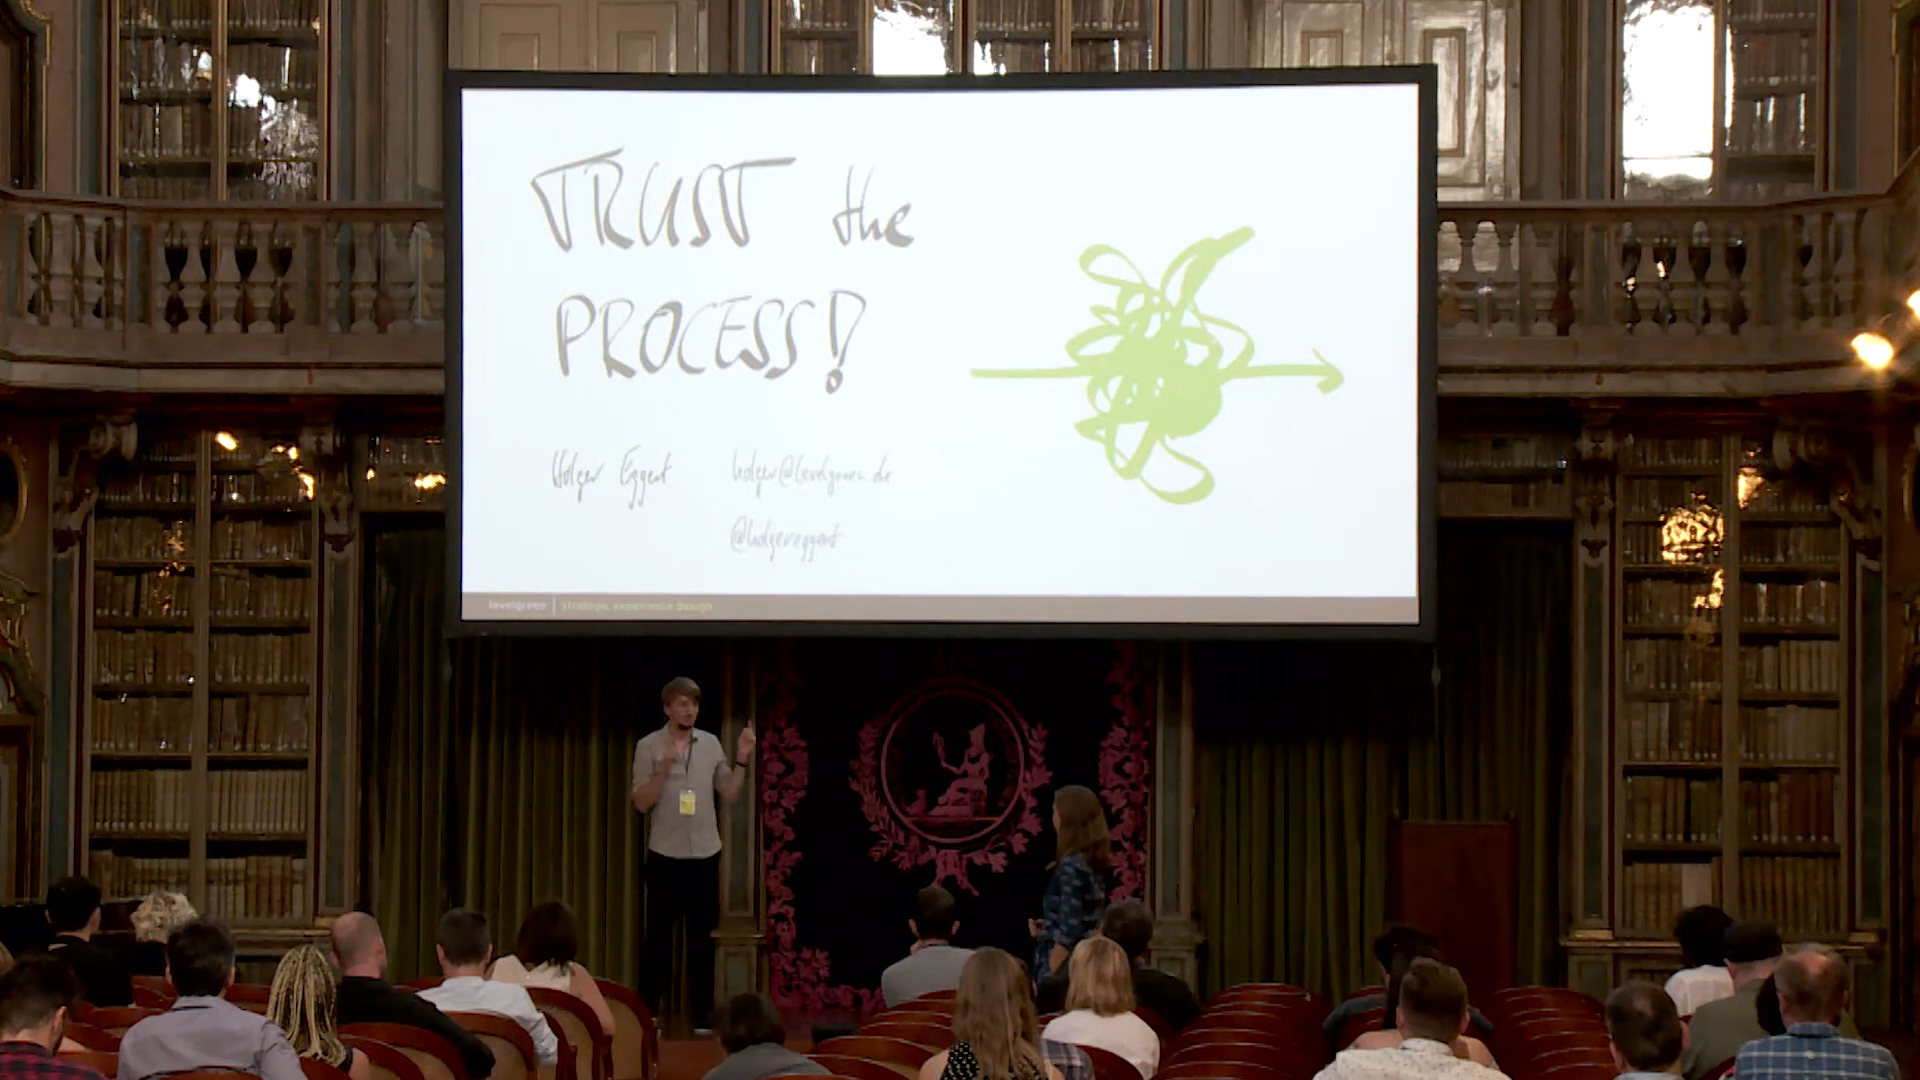 TRUST the
PROCESS!
Holger Eggert holger@levelgreen.de
@holgereggert
levelgreen | strategic experience design